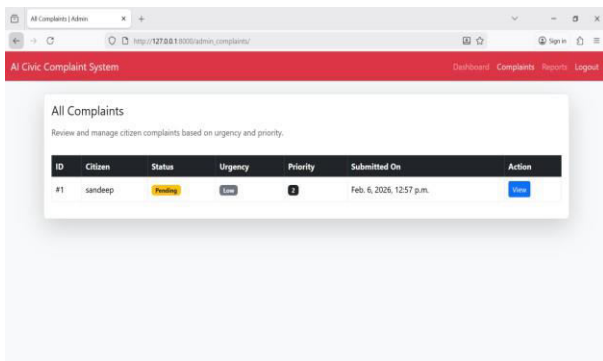 All Complaints | Admin
http://127.0.0.1:8000/admin_complaints/
Sign in
AI Civic Complaint System Dashboard Complaints Reports Logout
All Complaints
Review and manage citizen complaints based on urgency and priority.
ID Citizen Status Urgency Priority Submitted On Action
#1 sandeep Pending Low 2 Feb. 6, 2026, 12:57 p.m. View